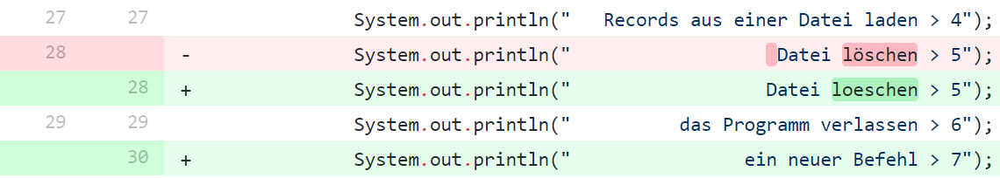 27 27 System.out.println("   Records aus einer Datei laden > 4");
28 - System.out.println("                  Datei löschen > 5");
28 + System.out.println("                 Datei loeschen > 5");
29 29 System.out.println("         das Programm verlassen > 6");
30 + System.out.println("               ein neuer Befehl > 7");